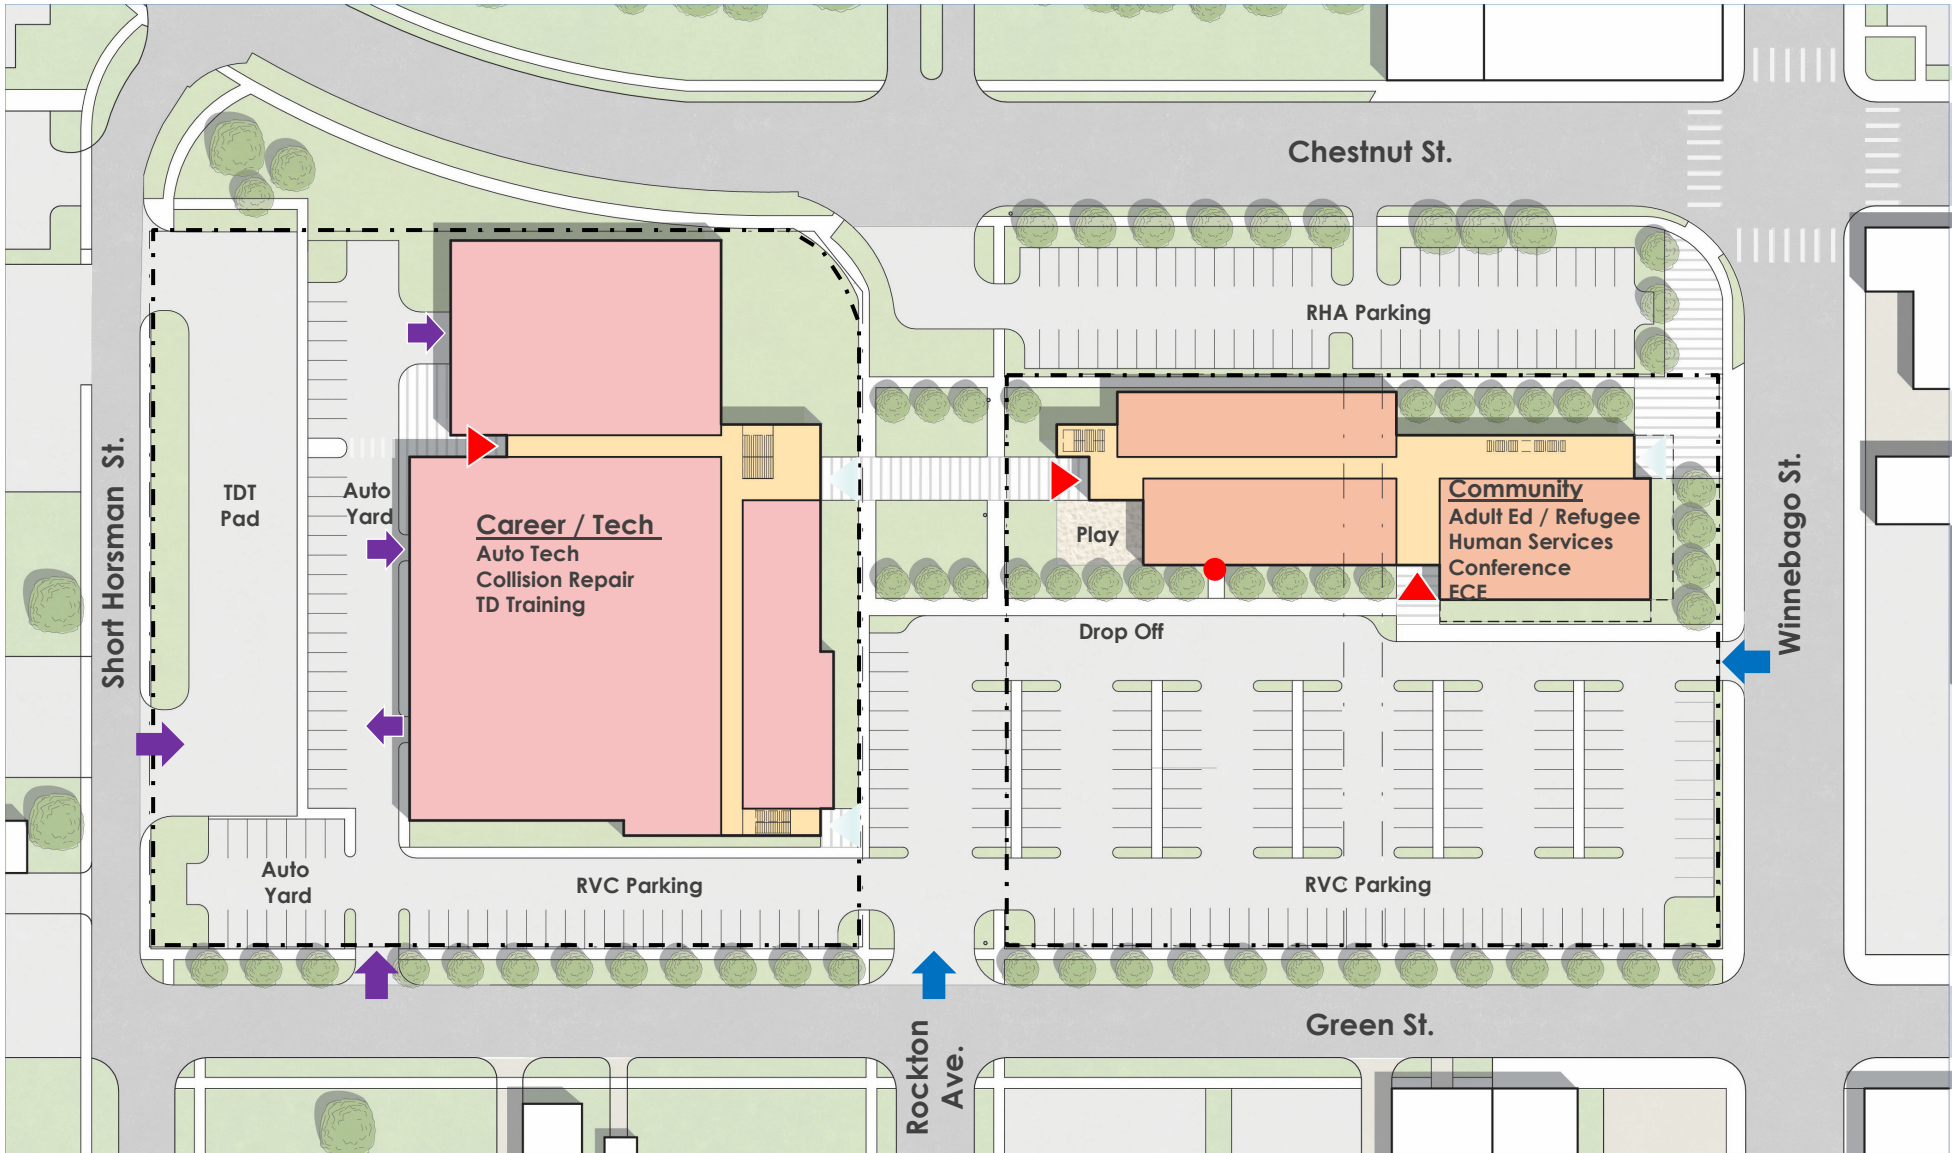 Chestnut St.
RHA Parking
Short Horsman St.
TDT
Pad
Auto
Yard
Career / Tech
Auto Tech
Collision Repair
TD Training
Play
Community
Adult Ed / Refugee
Human Services
Conference
ECE
Winnebago St.
Drop Off
Auto
Yard
RVC Parking
RVC Parking
Rockton
Ave.
Green St.